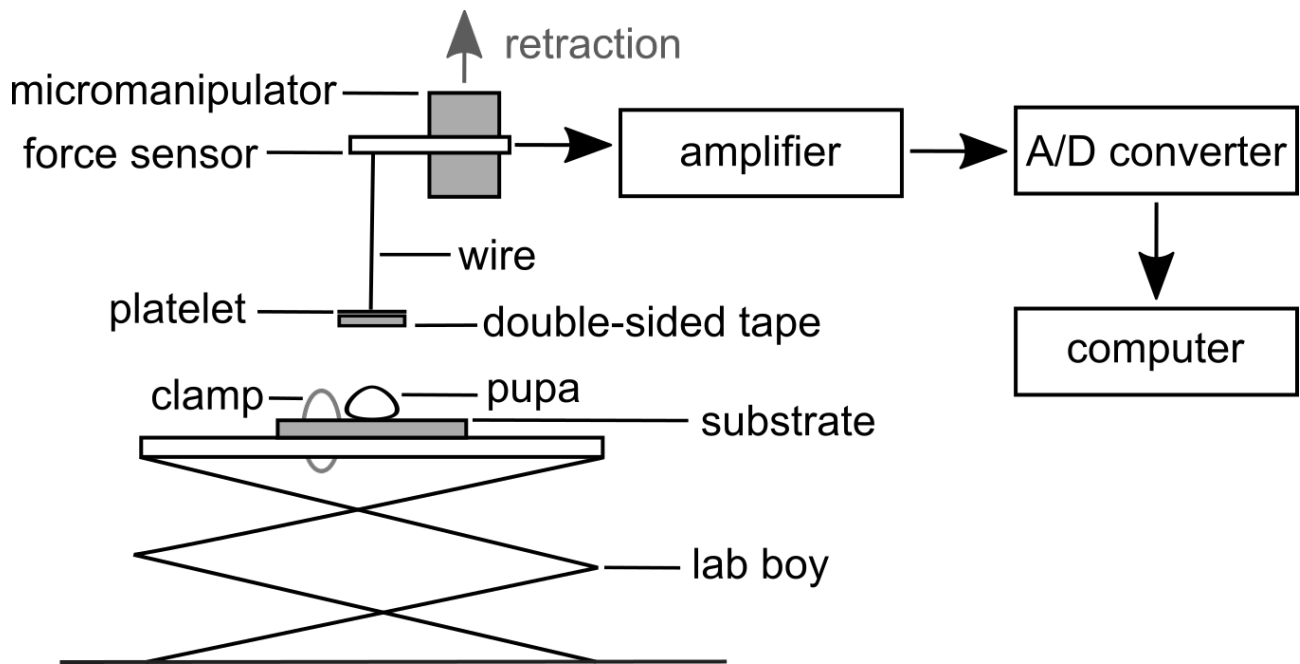 retraction
micromanipulator
force sensor
amplifier
A/D converter
wire
platelet
double-sided tape
computer
clamp
pupa
substrate
lab boy